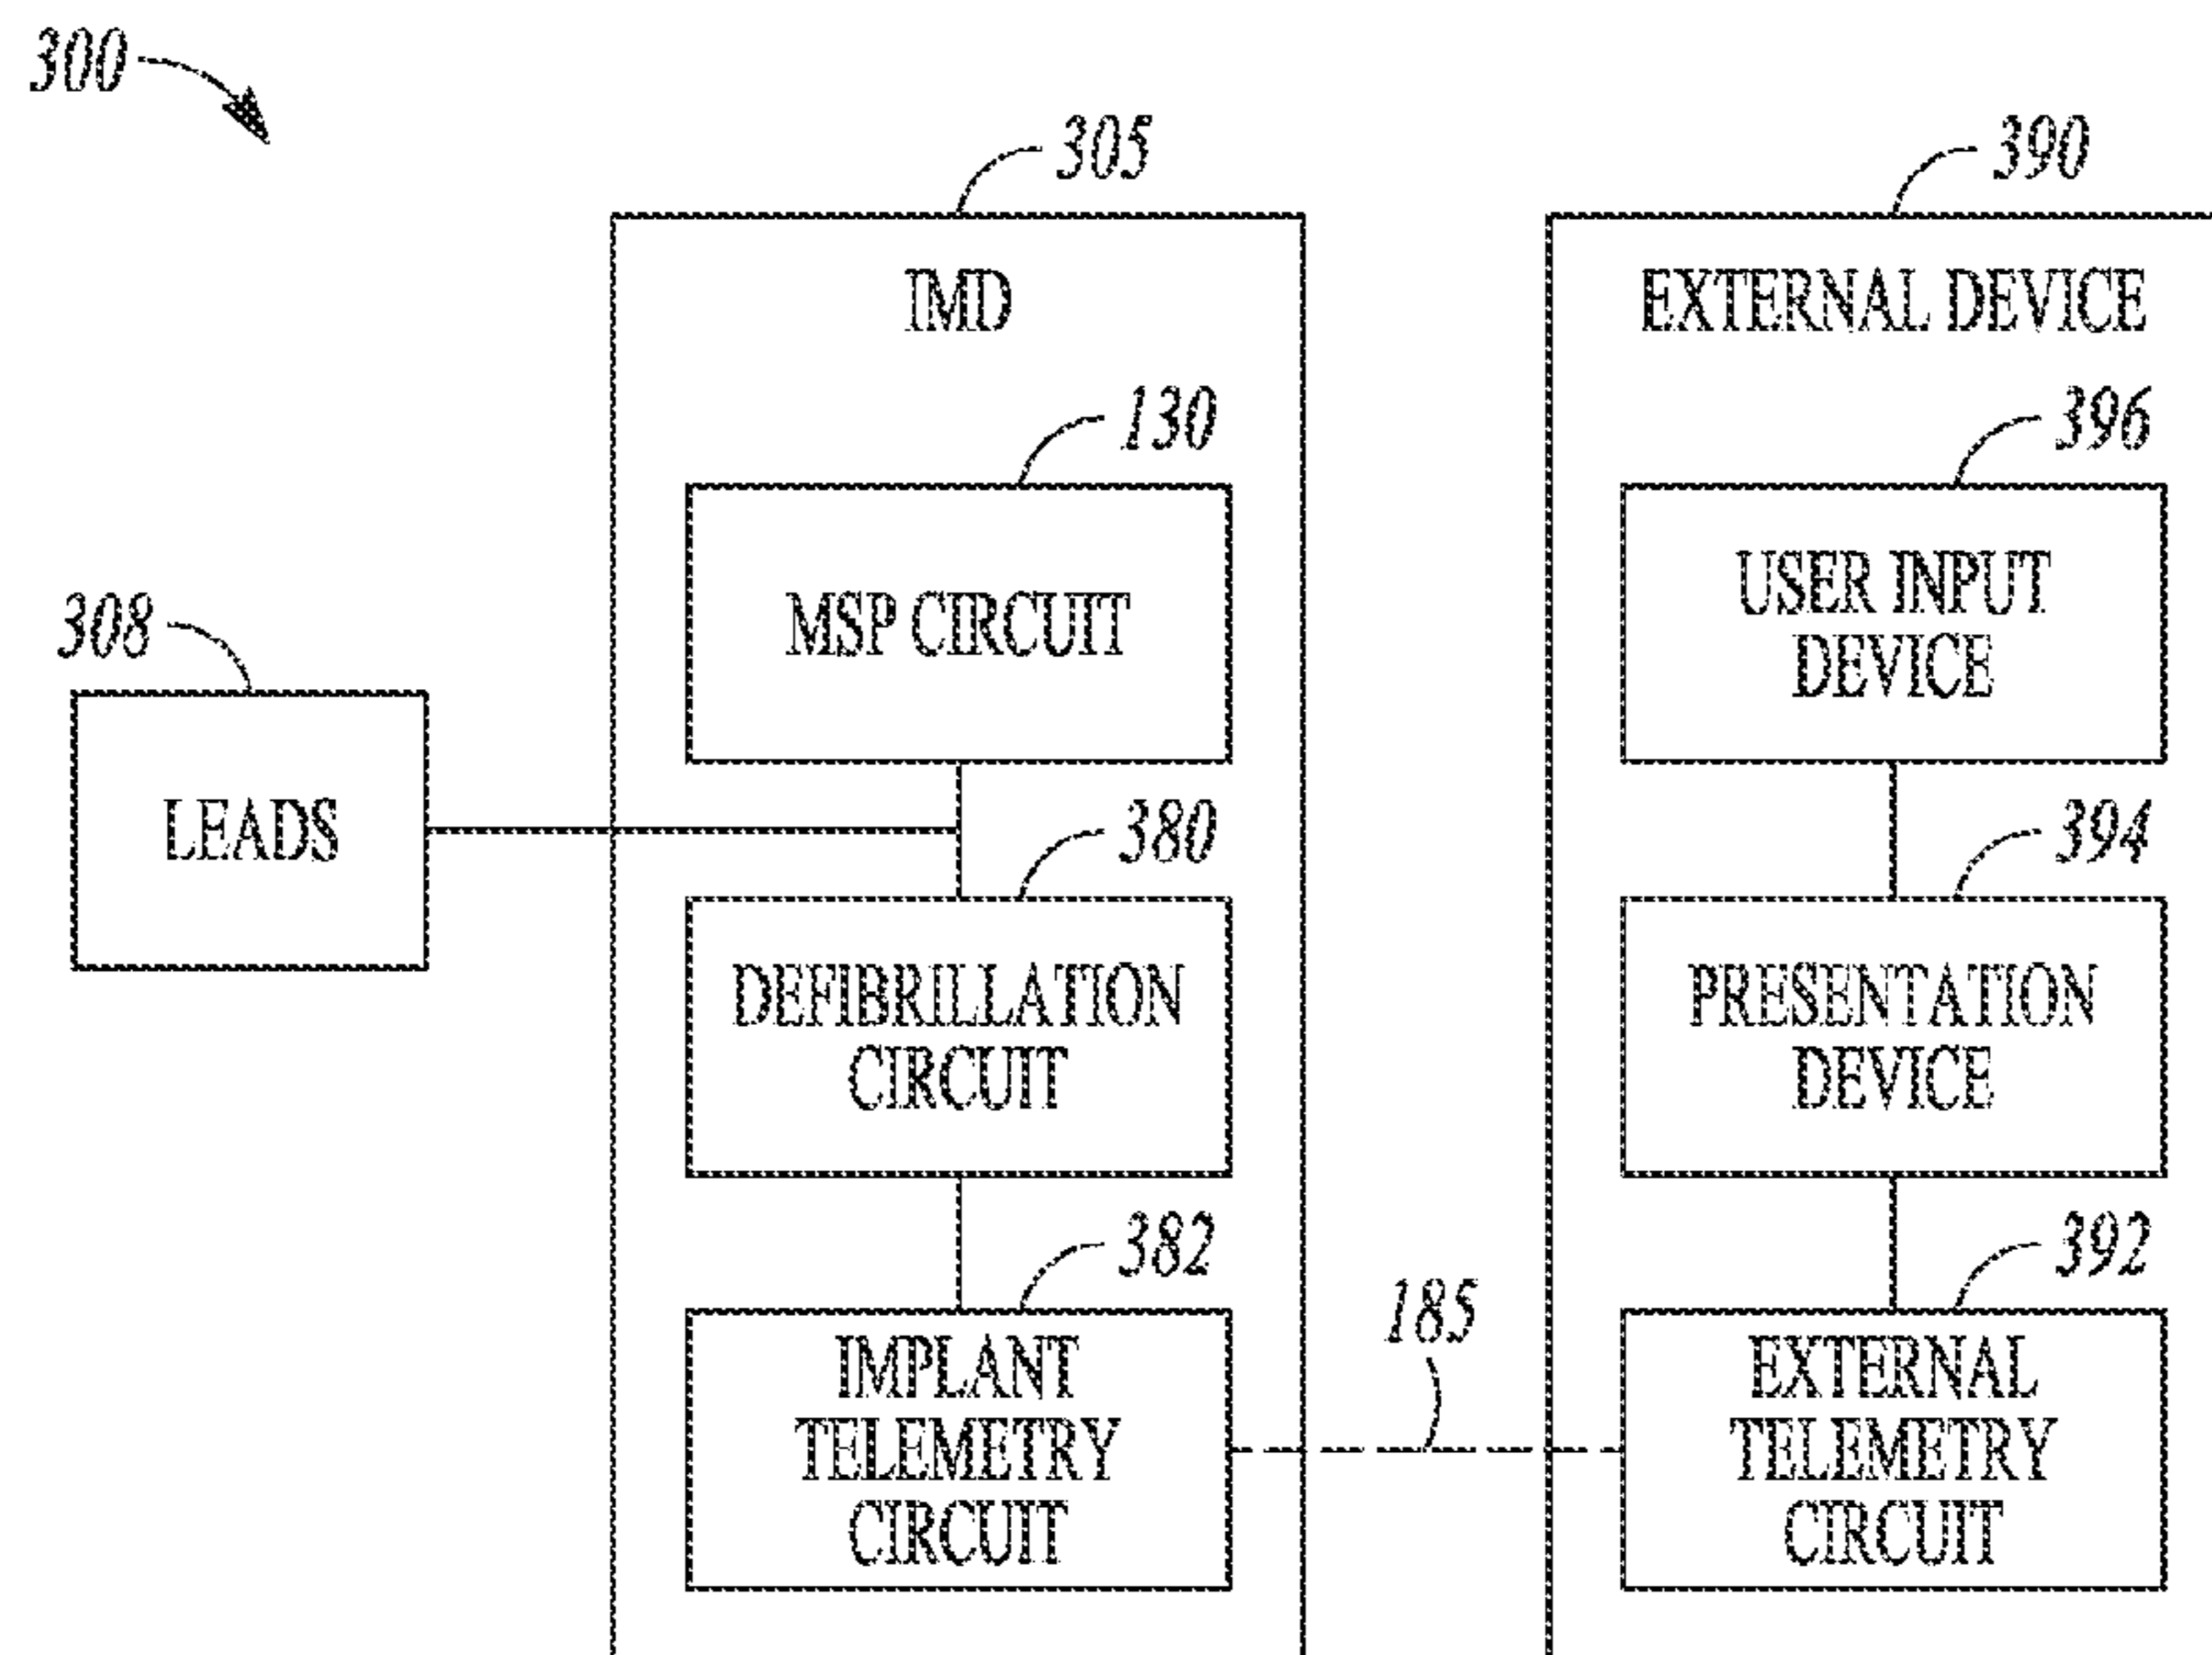 300
305
390
IMD
EXTERNAL DEVICE
130
396
MSP CIRCUIT
USER INPUT
DEVICE
308
LEADS
380
394
DEFIBRILLATION
CIRCUIT
PRESENTATION
DEVICE
382
392
185
IMPLANT
TELEMETRY
CIRCUIT
EXTERNAL
TELEMETRY
CIRCUIT